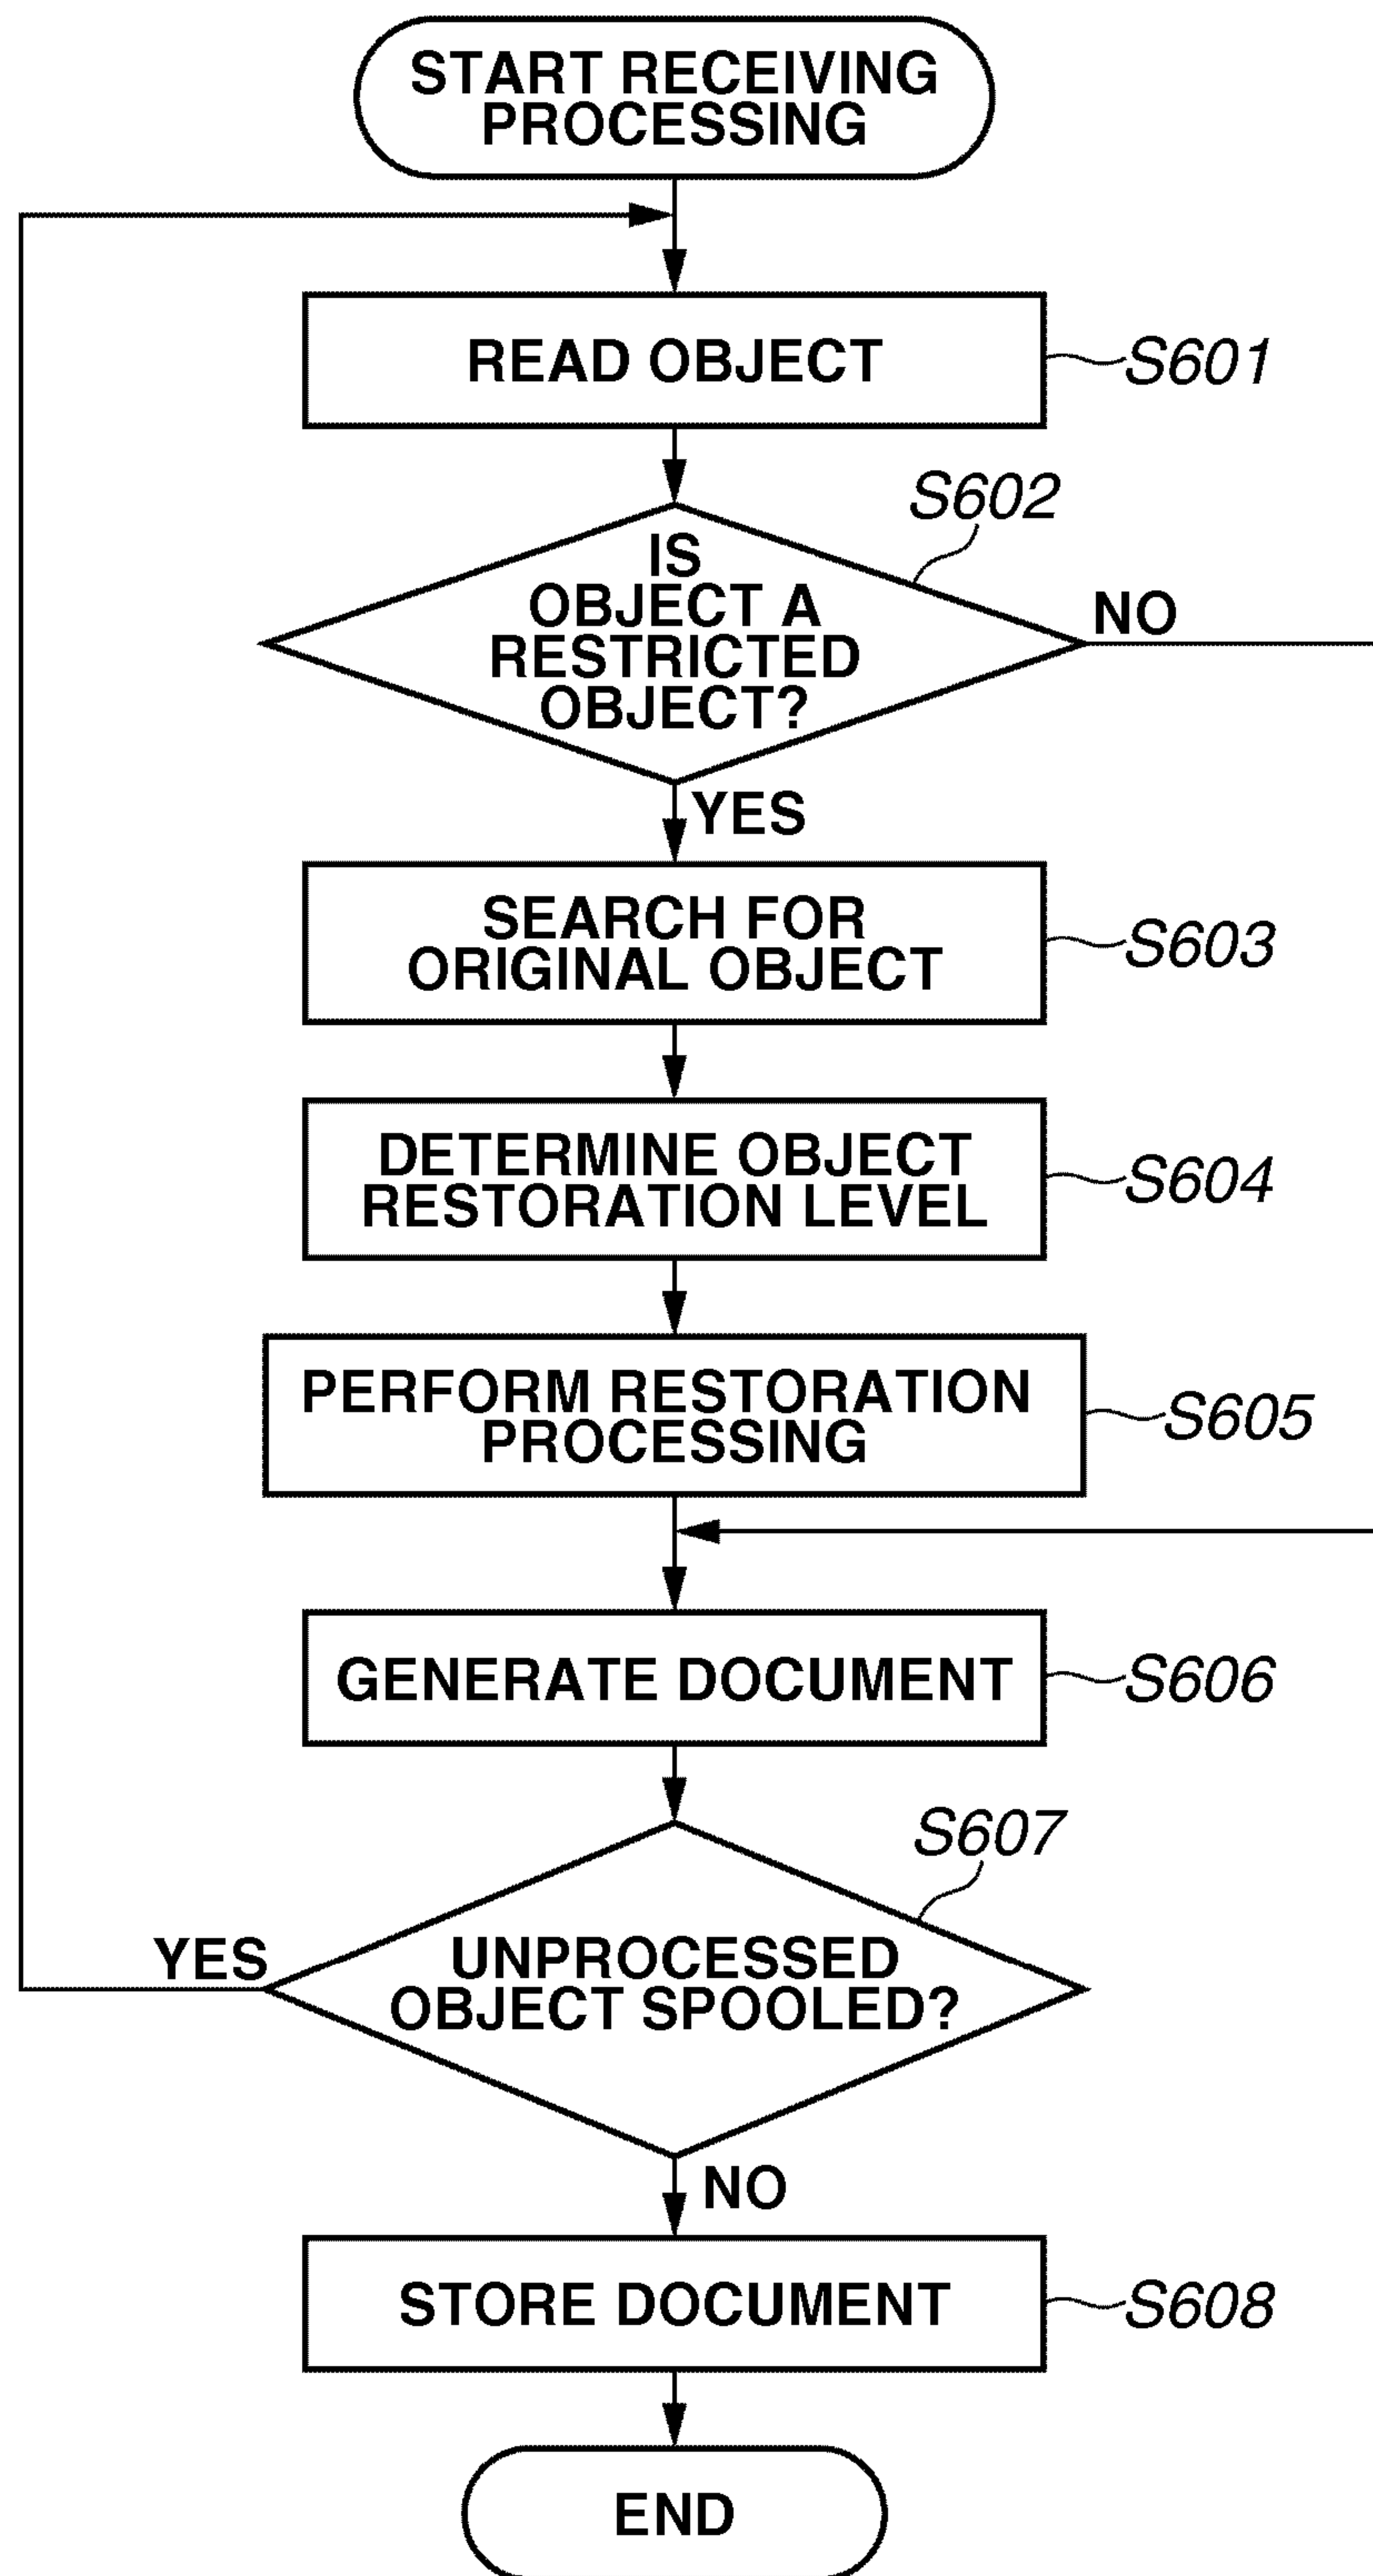 START RECEIVING
PROCESSING
READ OBJECT
S601
S602
IS
OBJECT A
RESTRICTED
OBJECT?
NO
YES
SEARCH FOR
ORIGINAL OBJECT
S603
DETERMINE OBJECT
RESTORATION LEVEL
S604
PERFORM RESTORATION
PROCESSING
S605
GENERATE DOCUMENT
S606
S607
YES
UNPROCESSED
OBJECT SPOOLED?
NO
STORE DOCUMENT
S608
END